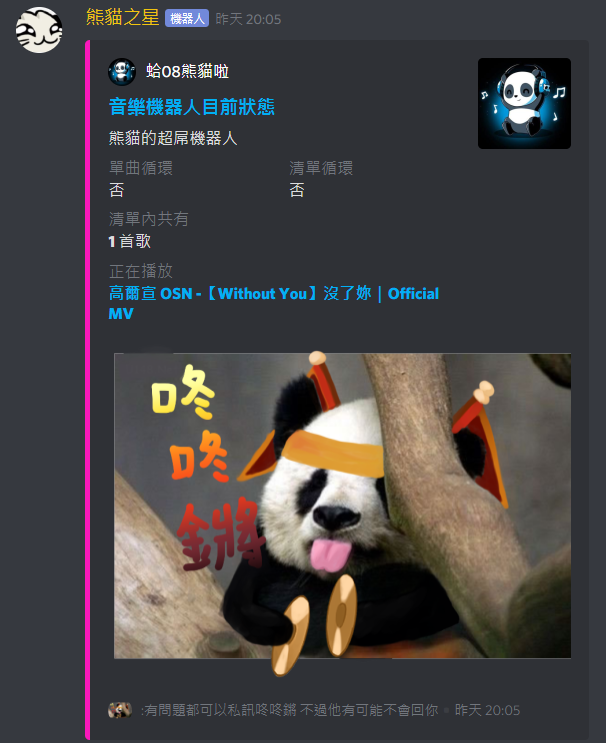 熊貓之星 機器人 昨天 20:05
蛤08熊貓啦
音樂機器人目前狀態
熊貓的超屌機器人
單曲循環 清單循環
否 否
清單內共有
1 首歌
正在播放
高爾宣 OSN -【Without You】沒了妳｜Official
MV
咚
咚
鏘
:有問題都可以私訊咚咚鏘 不過他有可能不會回你 • 昨天 20:05